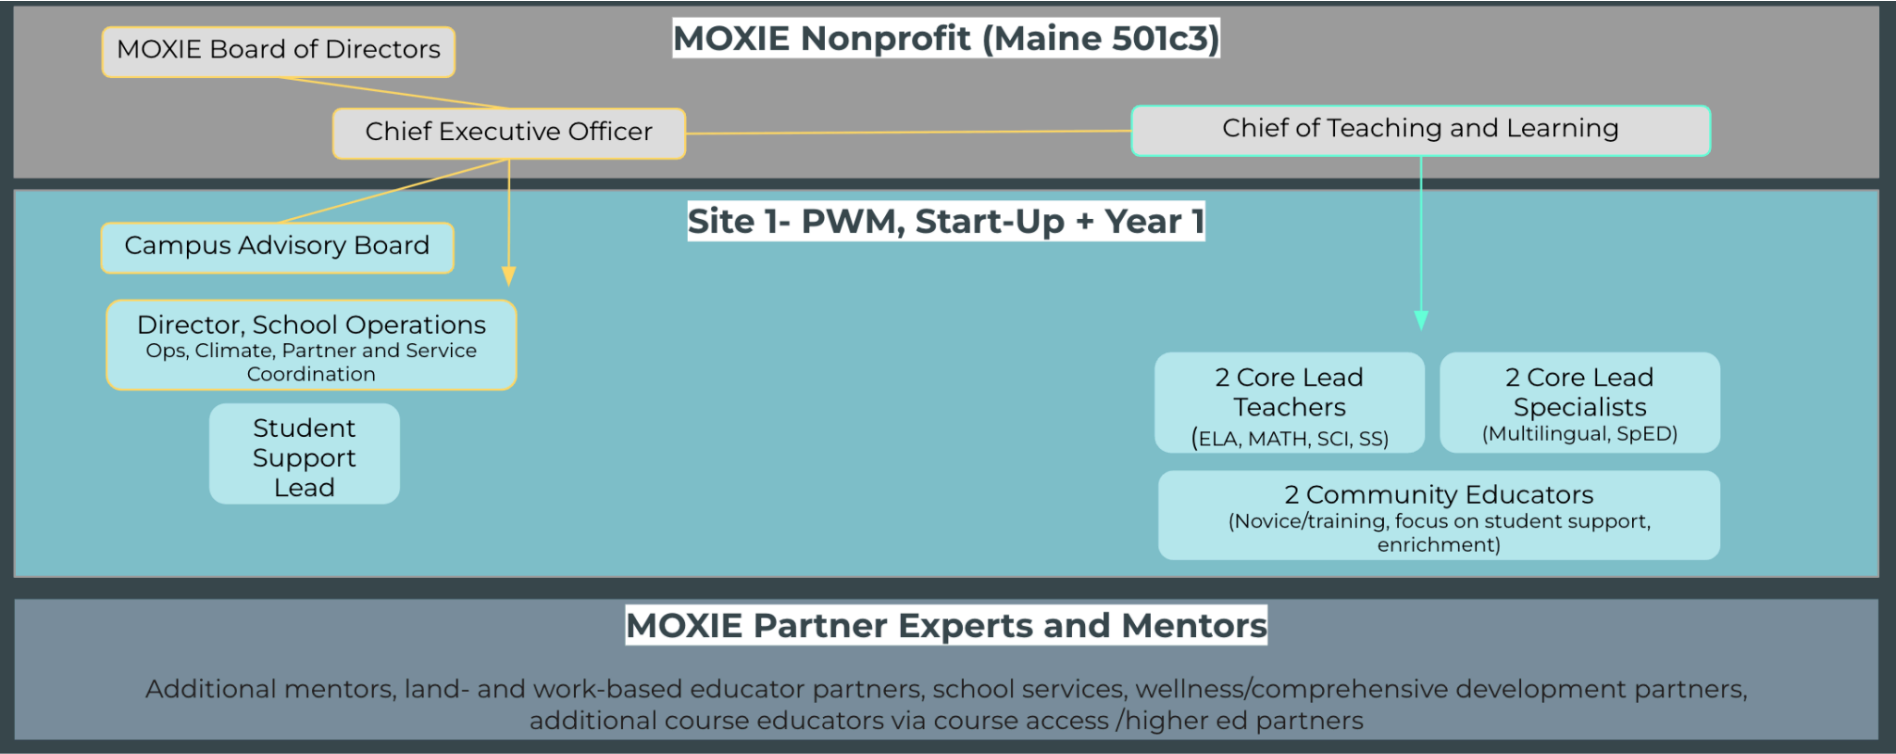 MOXIE Nonprofit (Maine 501c3)
MOXIE Board of Directors
Chief Executive Officer
Chief of Teaching and Learning
Site 1- PWM, Start-Up + Year 1
Campus Advisory Board
Director, School Operations
Ops, Climate, Partner and Service
Coordination
Student
Support
Lead
2 Core Lead
Teachers
(ELA, MATH, SCI, SS)
2 Core Lead
Specialists
(Multilingual, SpED)
2 Community Educators
(Novice/training, focus on student support,
enrichment)
MOXIE Partner Experts and Mentors
Additional mentors, land- and work-based educator partners, school services, wellness/comprehensive development partners,
additional course educators via course access /higher ed partners